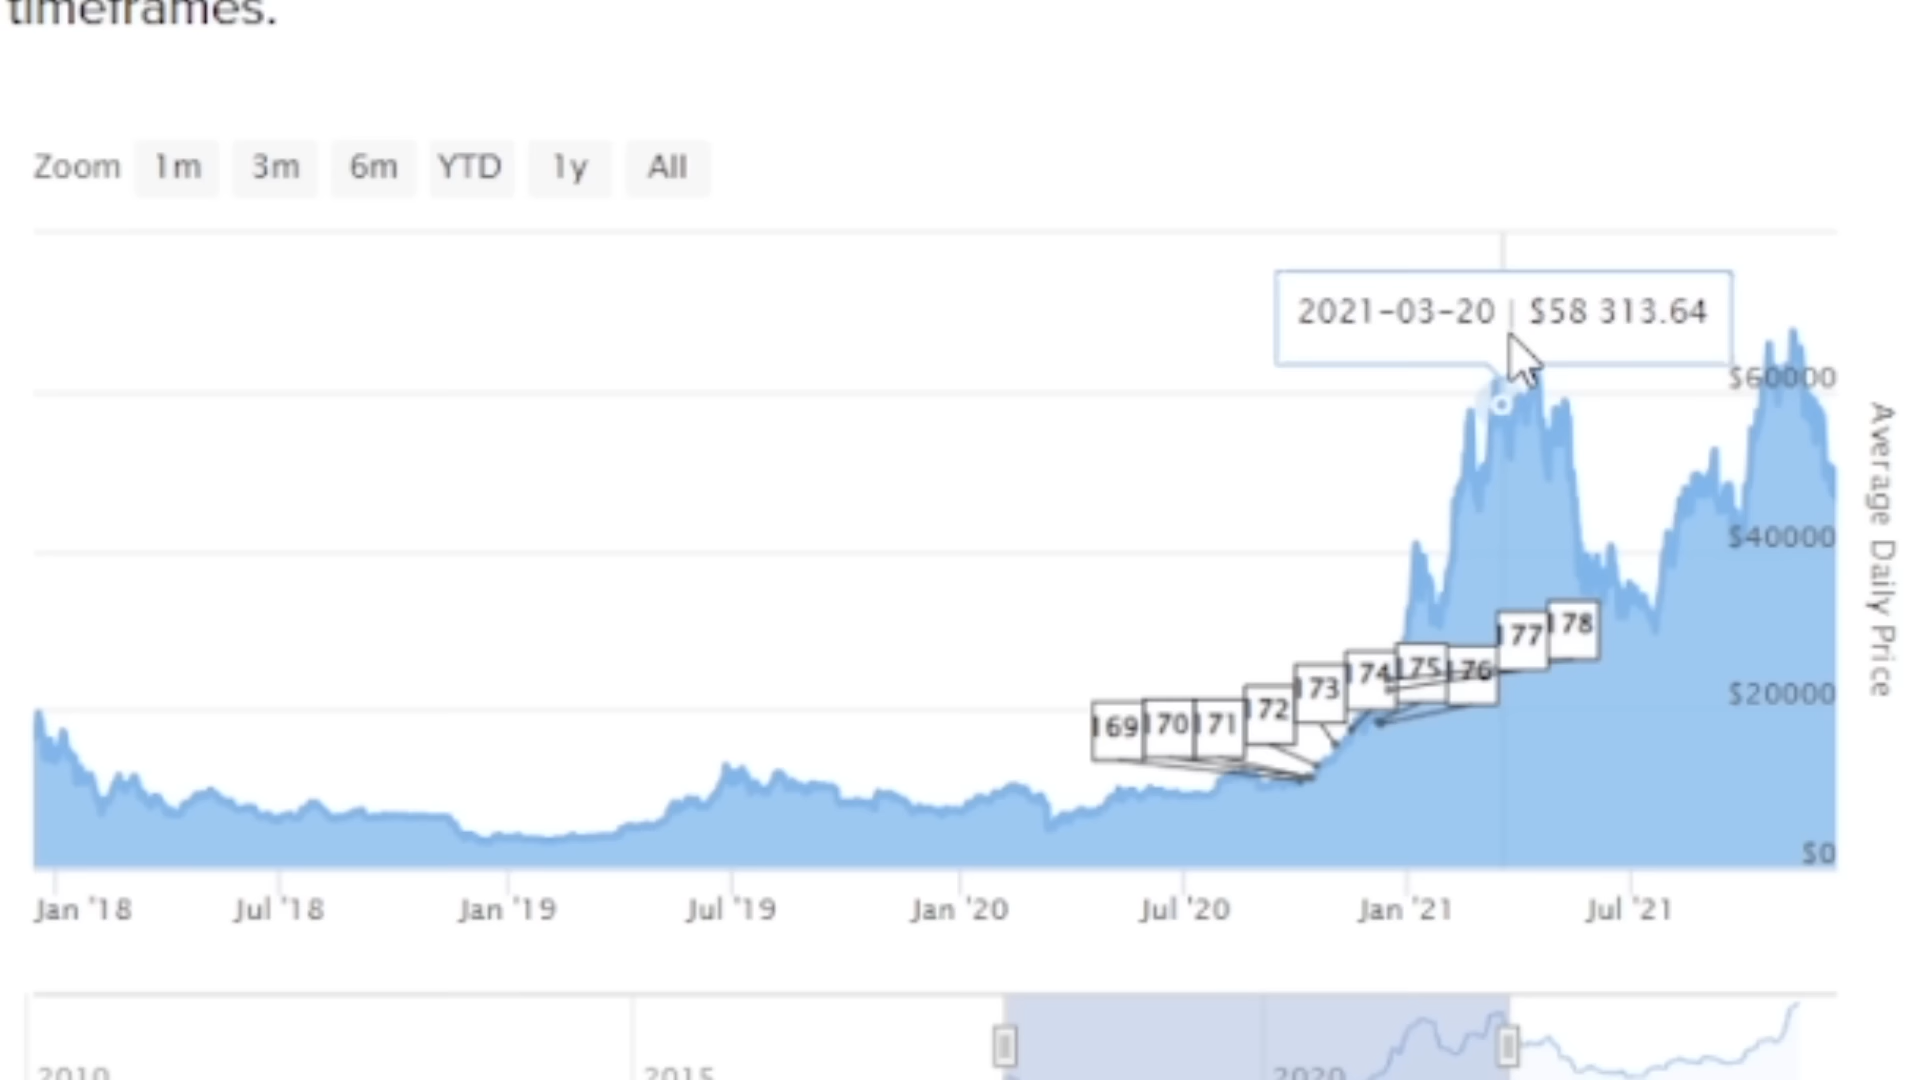 timeframes.
Zoom 1m 3m 6m YTD 1y All
2021-03-20 | $58 313.64
$60000
$40000
$20000
$0
Average Daily Price
169 170 171 172 173 174 175 176 177 178
Jan '18 Jul '18 Jan '19 Jul '19 Jan '20 Jul '20 Jan '21 Jul '21
2010 2015 2020